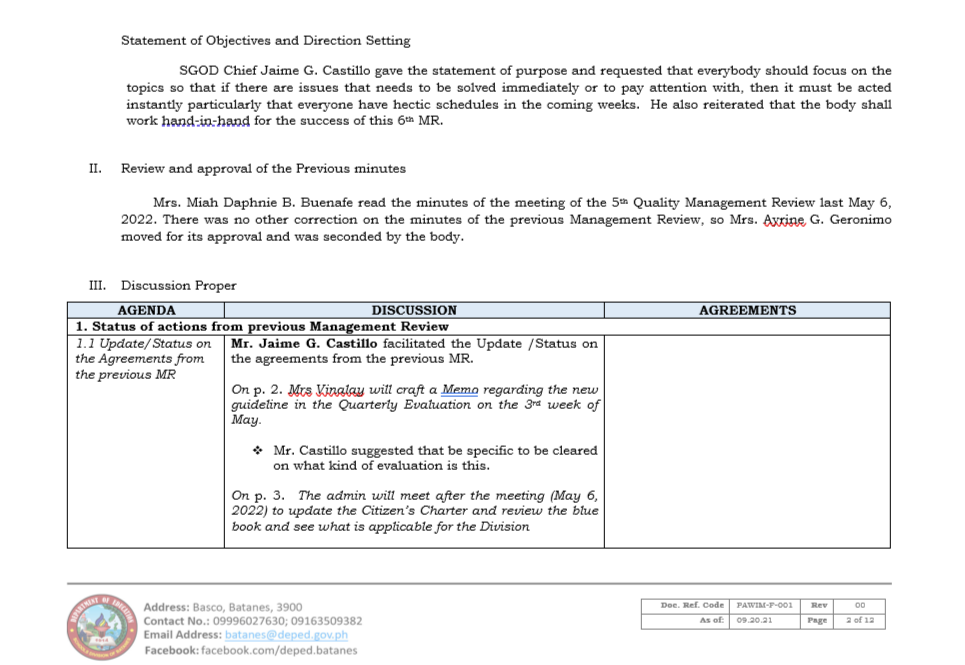 Statement of Objectives and Direction Setting
SGOD Chief Jaime G. Castillo gave the statement of purpose and requested that everybody should focus on the
topics so that if there are issues that needs to be solved immediately or to pay attention with, then it must be acted
instantly particularly that everyone have hectic schedules in the coming weeks. He also reiterated that the body shall
work hand-in-hand for the success of this 6th MR.
II. Review and approval of the Previous minutes
Mrs. Miah Daphnie B. Buenafe read the minutes of the meeting of the 5th Quality Management Review last May 6,
2022. There was no other correction on the minutes of the previous Management Review, so Mrs. Ayrine G. Geronimo
moved for its approval and was seconded by the body.
III. Discussion Proper
AGENDA DISCUSSION AGREEMENTS
1. Status of actions from previous Management Review
1.1 Update/Status on
the Agreements from
the previous MR
Mr. Jaime G. Castillo facilitated the Update /Status on
the agreements from the previous MR.
On p. 2. Mrs Vinalay will craft a Memo regarding the new
guideline in the Quarterly Evaluation on the 3rd week of
May.
❖ Mr. Castillo suggested that be specific to be cleared
on what kind of evaluation is this.
On p. 3. The admin will meet after the meeting (May 6,
2022) to update the Citizen's Charter and review the blue
book and see what is applicable for the Division
Address: Basco, Batanes, 3900
Contact No.: 09996027630; 09163509382
Email Address: batanes@deped.gov.ph
Facebook: facebook.com/deped.batanes
Doc. Ref. Code PAWIM-F-001 Rev 00
As of: 09.20.21 Page 2 of 12